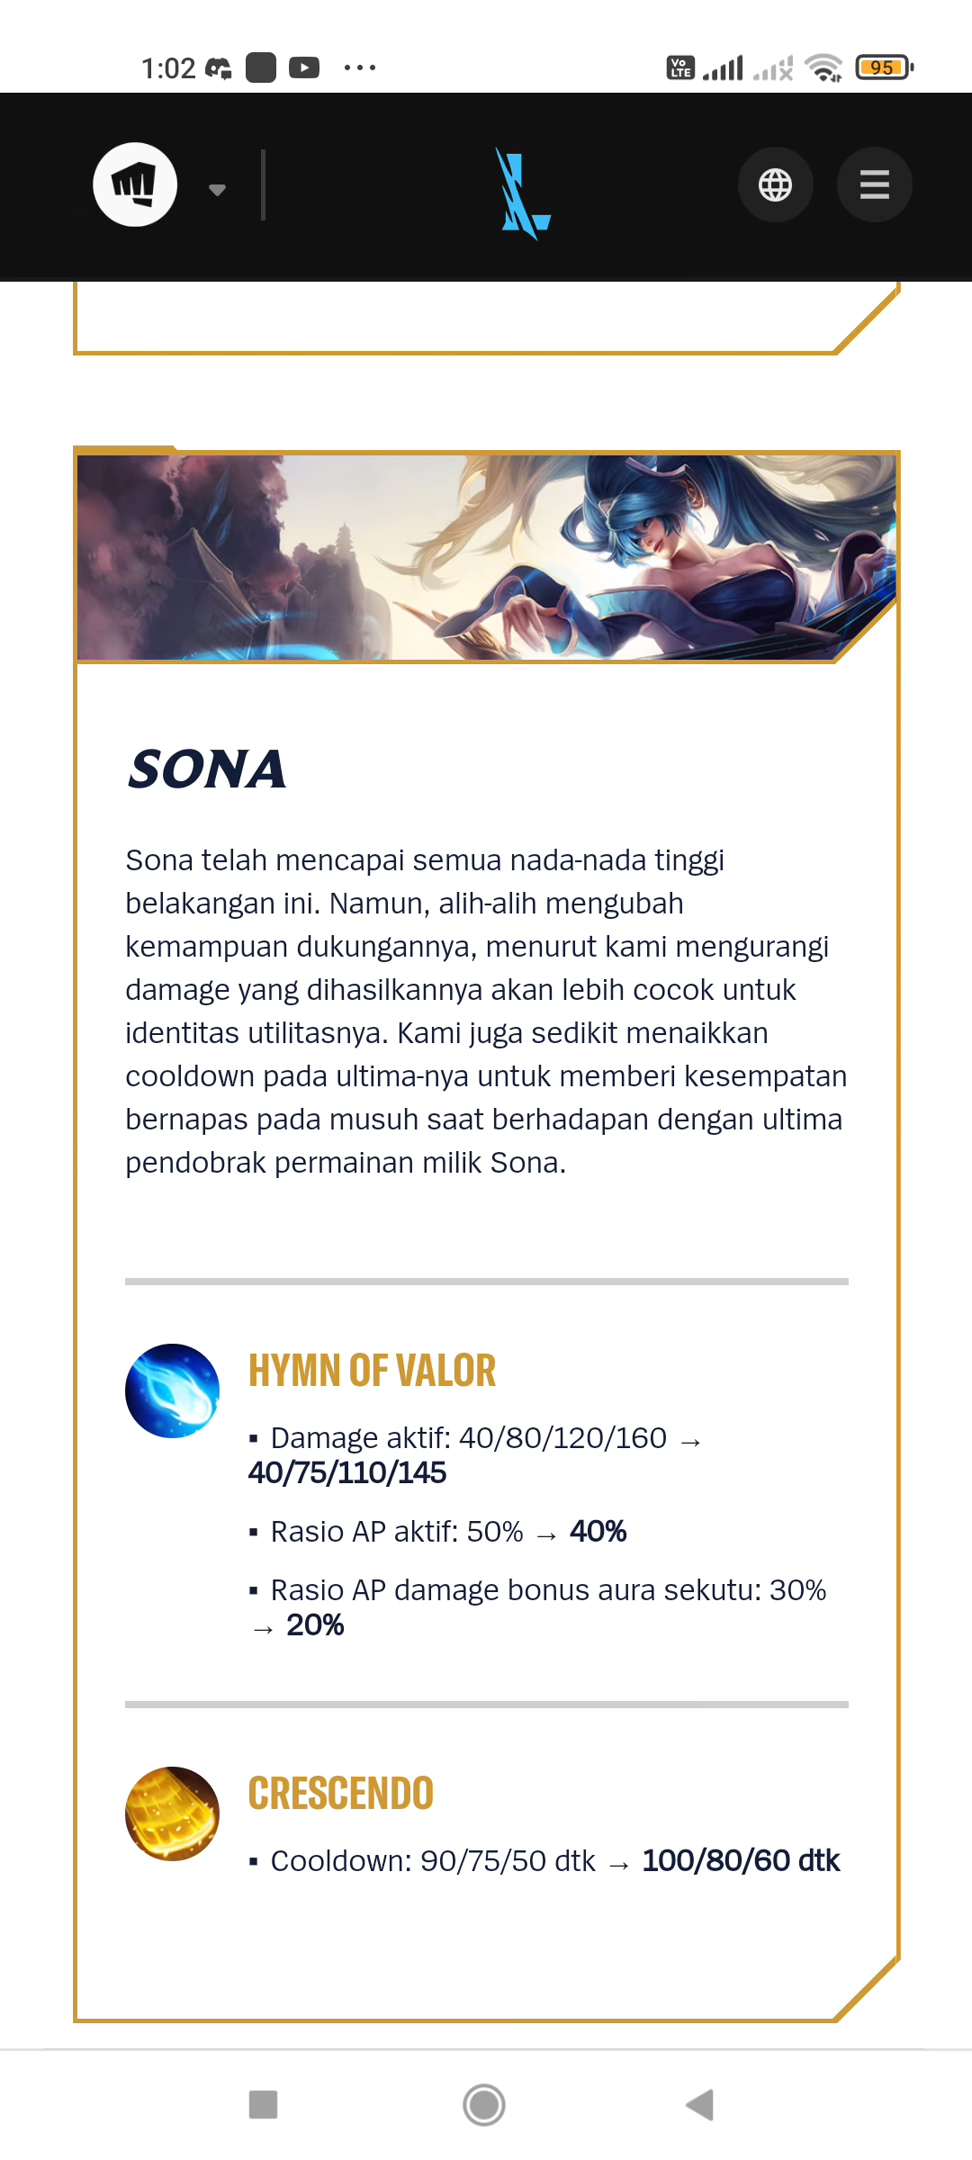 1:02
Vo LTE
95
SONA
Sona telah mencapai semua nada-nada tinggi
belakangan ini. Namun, alih-alih mengubah
kemampuan dukungannya, menurut kami mengurangi
damage yang dihasilkannya akan lebih cocok untuk
identitas utilitasnya. Kami juga sedikit menaikkan
cooldown pada ultima-nya untuk memberi kesempatan
bernapas pada musuh saat berhadapan dengan ultima
pendobrak permainan milik Sona.
HYMN OF VALOR
▪ Damage aktif: 40/80/120/160 →
40/75/110/145
▪ Rasio AP aktif: 50% → 40%
▪ Rasio AP damage bonus aura sekutu: 30%
→ 20%
CRESCENDO
▪ Cooldown: 90/75/50 dtk → 100/80/60 dtk